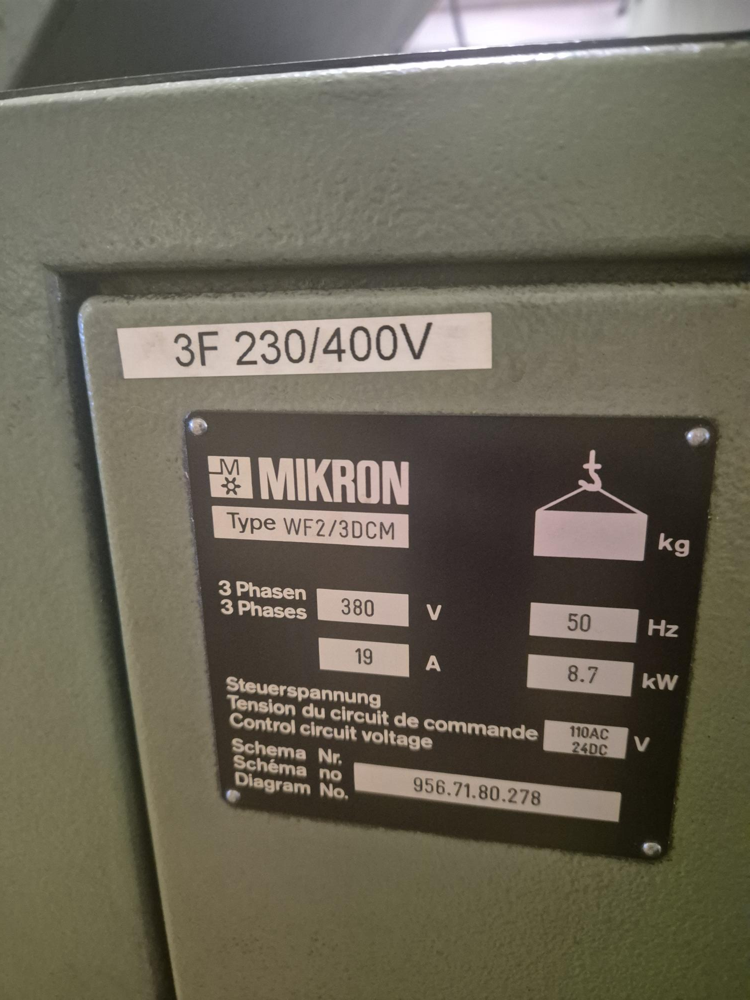 3F 230/400V
M
MIKRON
Type WF2/3DCM
kg
3 Phasen
3 Phases
380 V
50 Hz
19 A
8.7 kW
Steuerspannung
Tension du circuit de commande
Control circuit voltage
110AC
24DC
V
Schema Nr.
Schéma no
Diagram No.
956.71.80.278